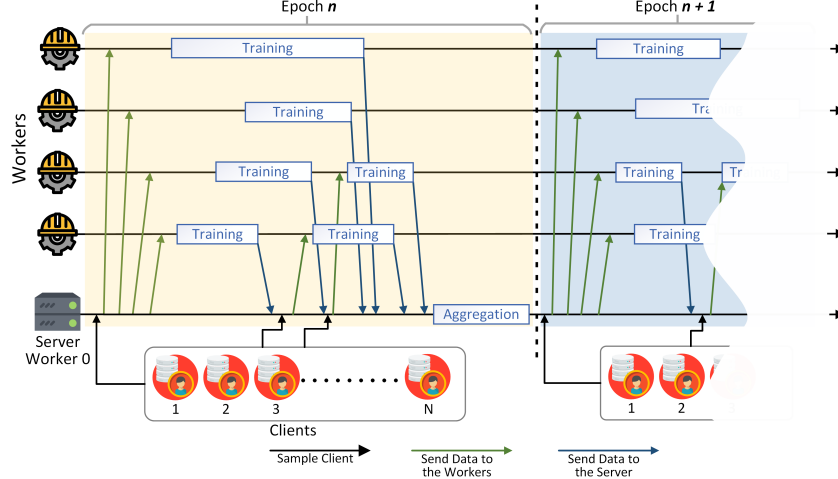 Epoch n
Epoch n + 1
Workers
Training
Training
Training
Training
Training
Training
Training
Training
Training
Training
Aggregation
Server
Worker 0
1
2
3
N
1
2
Clients
Sample Client
Send Data to
the Workers
Send Data to
the Server